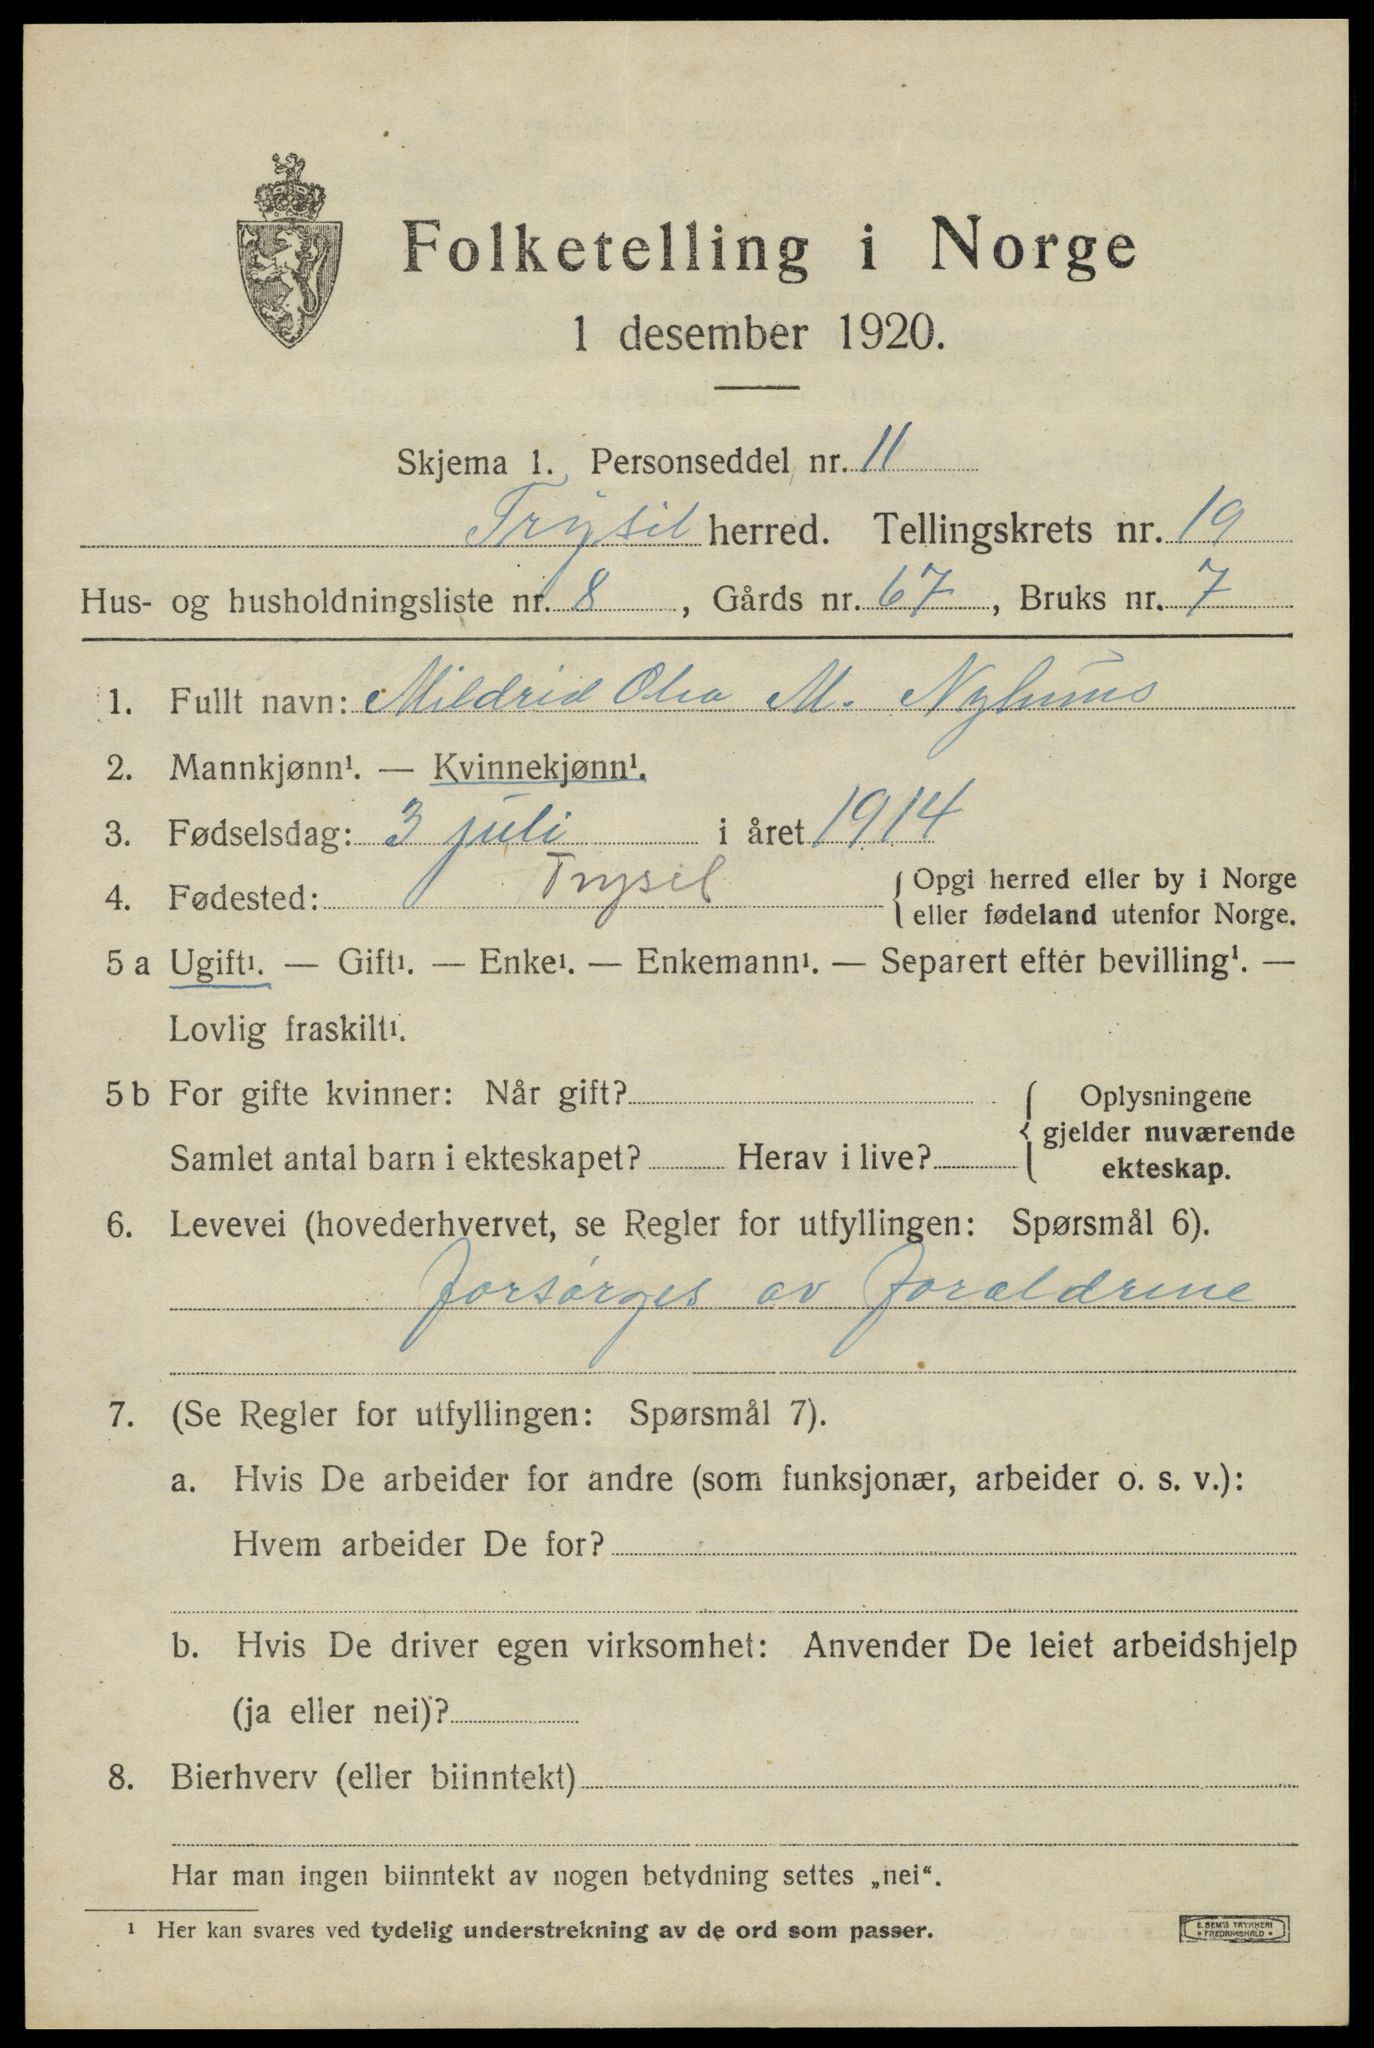 Folketelling i Norge
1 desember 1920.
Skjema 1. Personseddel nr. 11
Trysil herred. Tellingskrets nr. 19
Hus- og husholdningsliste nr. 8, Gårds nr. 67, Bruks nr. 7
1. Fullt navn: Mildrid M. Nyhuus
2. Mannkjønn¹. — Kvinnekjønn¹.
3. Fødselsdag: 3 juli i året 1914
4. Fødested: Trysil { Opgi herred eller by i Norge
eller fødeland utenfor Norge.
5 a Ugift¹. — Gift¹. — Enke¹. — Enkemann¹. — Separert efter bevilling¹. —
Lovlig fraskilt¹.
5 b For gifte kvinner: Når gift? { Oplysningene
gjelder nuværende
Samlet antal barn i ekteskapet? Herav i live? ekteskap.
6. Levevei (hovederhvervet, se Regler for utfyllingen: Spørsmål 6).
forsørges av foraldrene
7. (Se Regler for utfyllingen: Spørsmål 7).
a. Hvis De arbeider for andre (som funksjonær, arbeider o. s. v.):
Hvem arbeider De for?
b. Hvis De driver egen virksomhet: Anvender De leiet arbeidshjelp
(ja eller nei)?
8. Bierhverv (eller biinntekt)
Har man ingen biinntekt av nogen betydning settes „nei“.
¹ Her kan svares ved tydelig understrekning av de ord som passer.
E. SEM'S TRYKKERI
• FREDRIKSHALD •